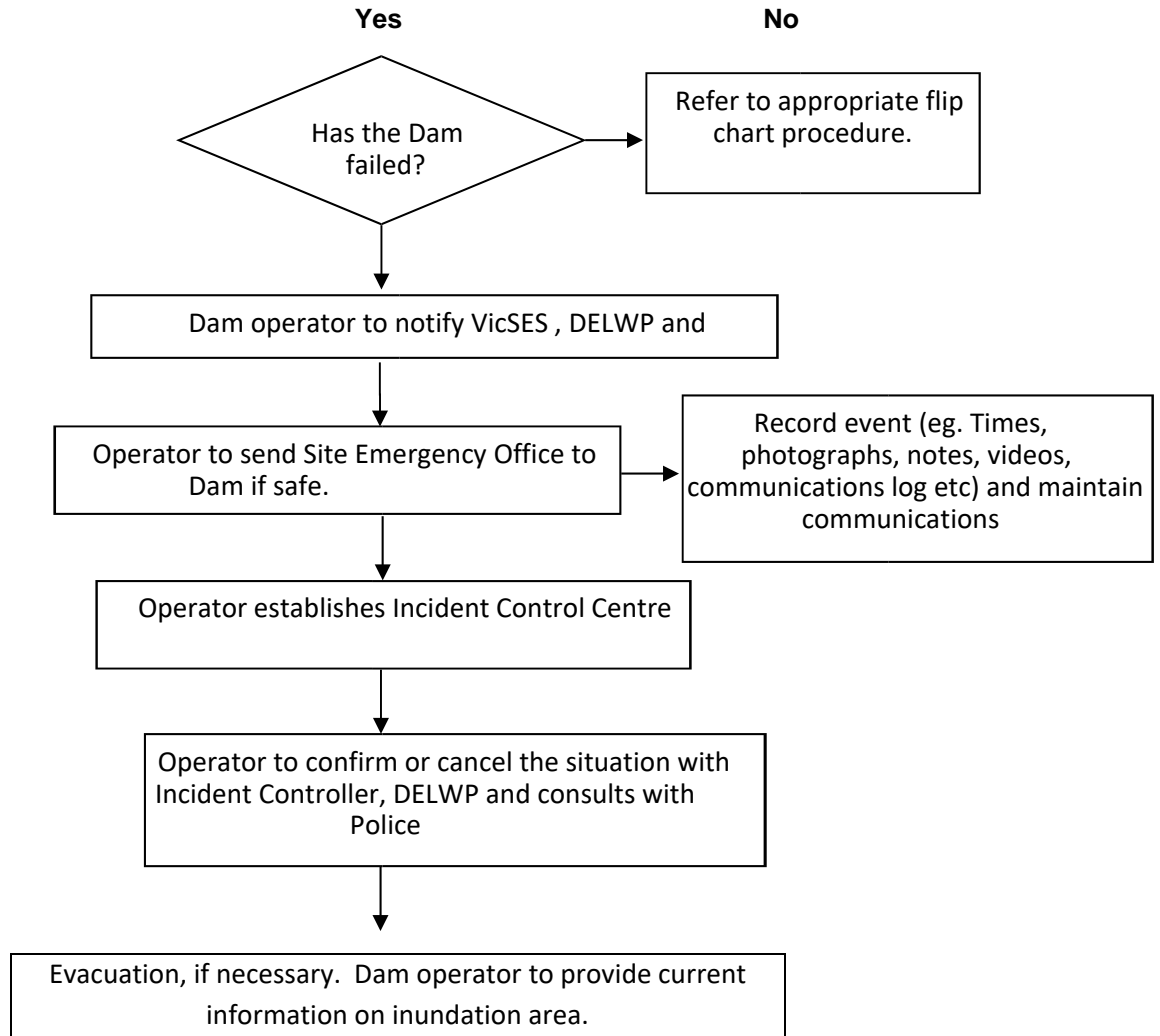 Yes
No
Has the Dam
failed?
Refer to appropriate flip
chart procedure.
Dam operator to notify VicSES , DELWP and
Operator to send Site Emergency Office to
Dam if safe.
Record event (eg. Times,
photographs, notes, videos,
communications log etc) and maintain
communications
Operator establishes Incident Control Centre
Operator to confirm or cancel the situation with
Incident Controller, DELWP and consults with
Police
Evacuation, if necessary.  Dam operator to provide current
information on inundation area.